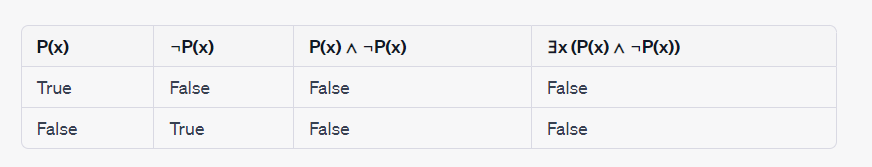 P(x) ¬P(x) P(x) ∧ ¬P(x) ∃x (P(x) ∧ ¬P(x))
True False False False
False True False False